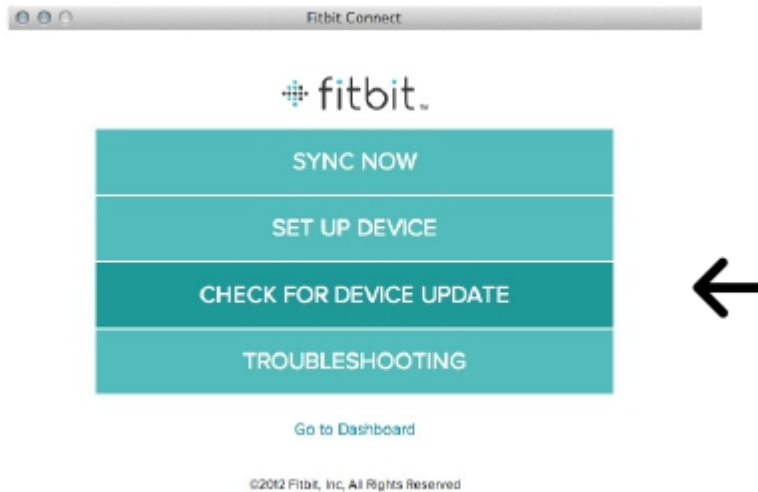 Fitbit Connect
fitbit™
SYNC NOW
SET UP DEVICE
CHECK FOR DEVICE UPDATE
TROUBLESHOOTING
Go to Dashboard
©2012 Fitbit, Inc, All Rights Reserved